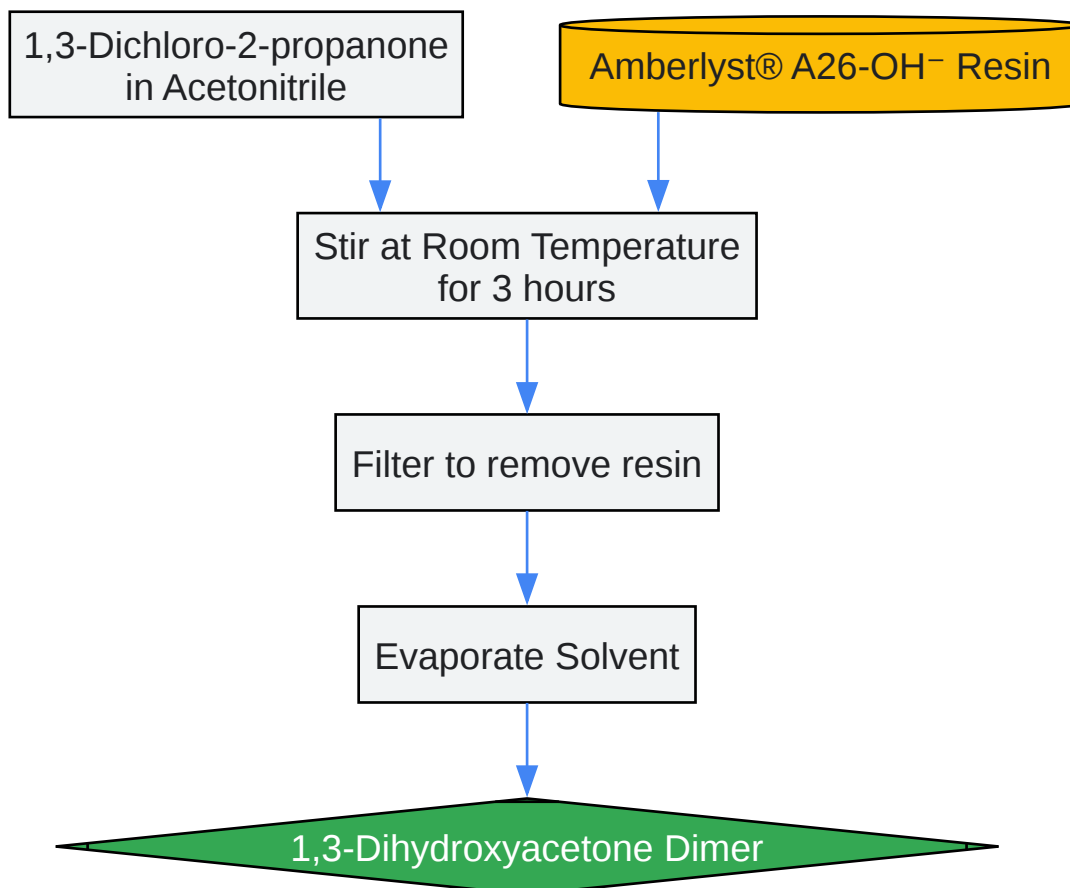 1,3-Dichloro-2-propanone
in Acetonitrile
Amberlyst® A26-OH⁻ Resin
Stir at Room Temperature
for 3 hours
Filter to remove resin
Evaporate Solvent
1,3-Dihydroxyacetone Dimer